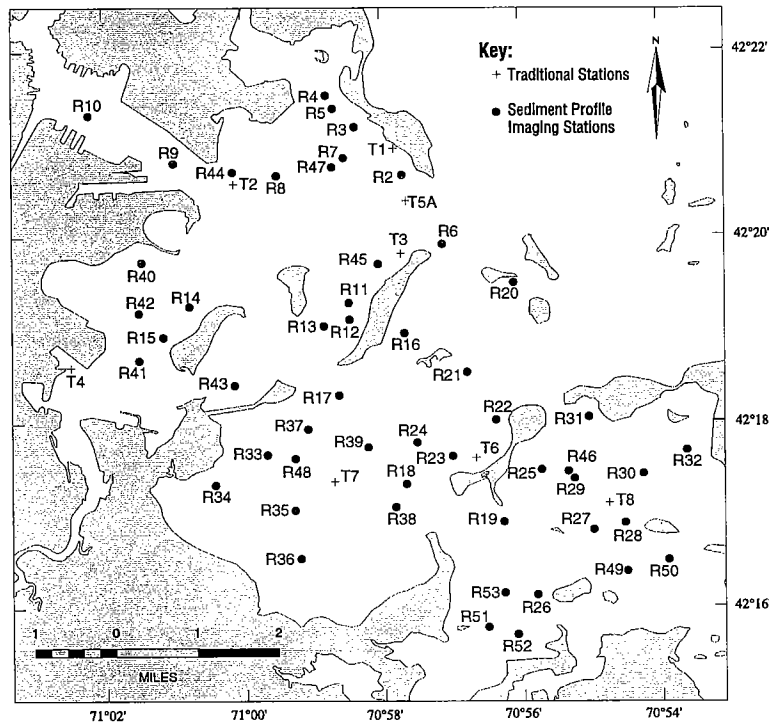 42°22'
Key:
N
+ Traditional Stations
● Sediment Profile
Imaging Stations
R10
R4
R5
R3
T1
R9
R7
R47
R44
T2
R8
R2
T5A
R6
42°20'
T3
R45
R40
R11
R20
R42
R14
R13
R12
R15
R16
R41
T4
R43
R21
R17
R22
R31
42°18'
R37
R24
R39
R33
R48
R23
T6
R46
R32
R25
R30
R34
T7
R18
R29
R35
R38
R19
T8
R27
R28
R36
R49
R50
R53
R26
42°16'
R51
R52
1 0 1 2
MILES
71°02' 71°00' 70°58' 70°56' 70°54'